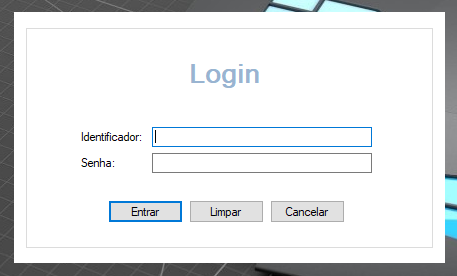 Login
Identificador:
Senha:
Entrar Limpar Cancelar